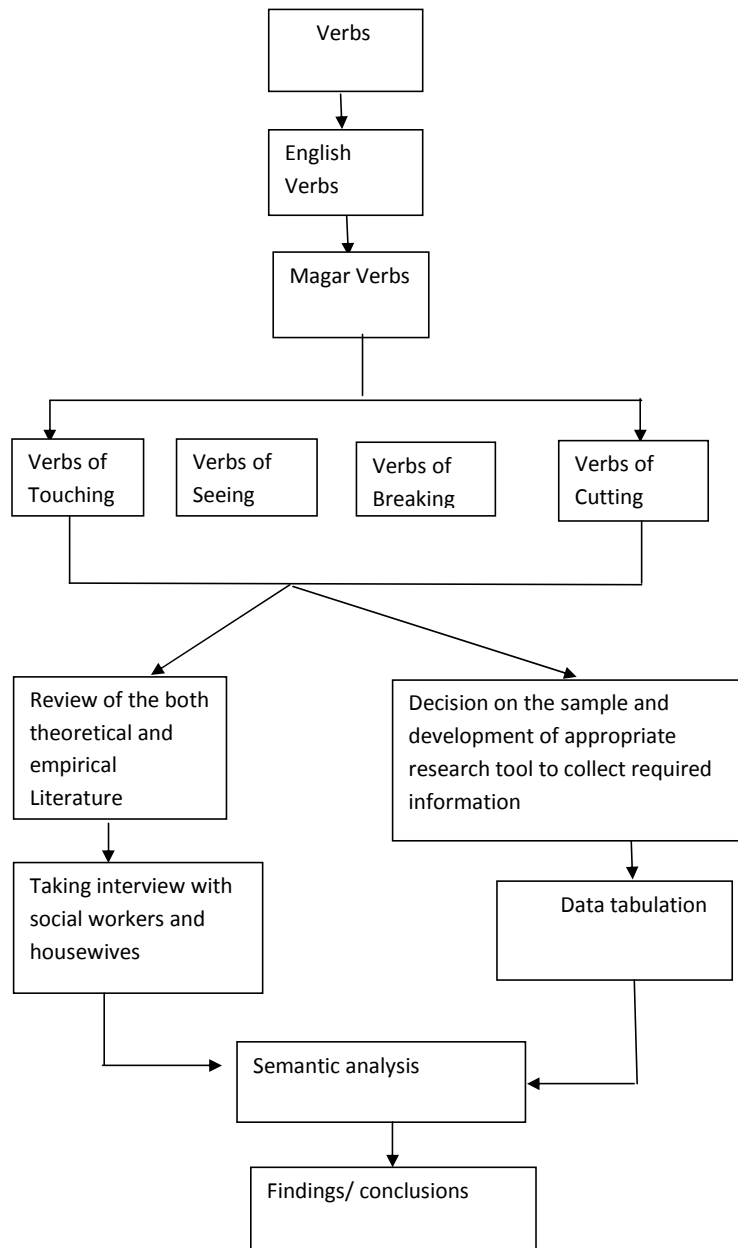 Verbs
English
Verbs
Magar Verbs
Verbs of
Touching
Verbs of
Seeing
Verbs of
Breaking
Verbs of
Cutting
Review of the both
theoretical and
empirical
Literature
Decision on the sample and
development of appropriate
research tool to collect required
information
Taking interview with
social workers and
housewives
Data tabulation
Semantic analysis
Findings/ conclusions